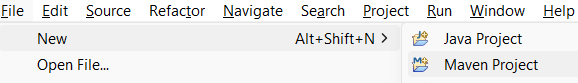 File Edit Source Refactor Navigate Search Project Run Window Help
New Alt+Shift+N > Java Project
Open File... Maven Project